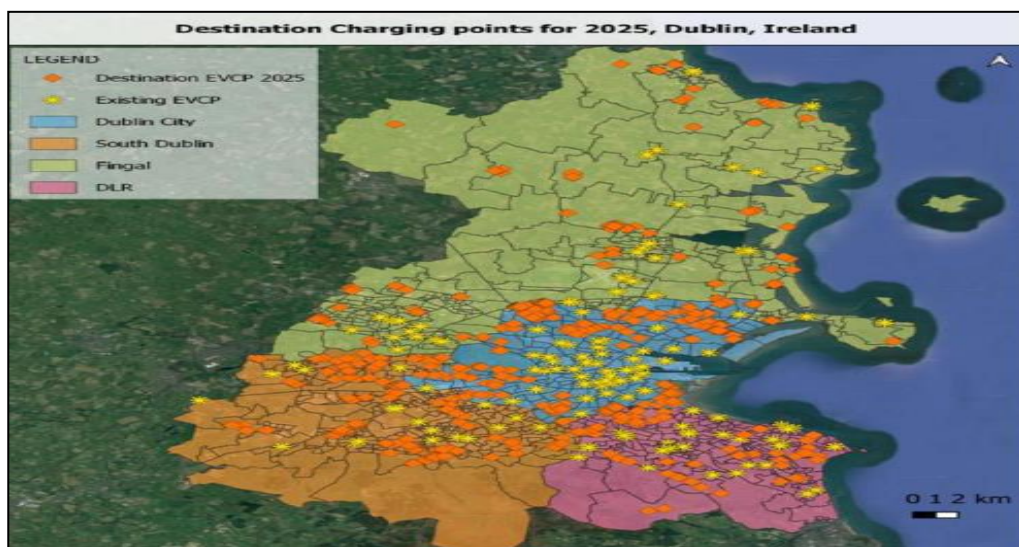 Destination Charging points for 2025, Dublin, Ireland
LEGEND
Destination EVCP 2025
Existing EVCP
Dublin City
South Dublin
Fingal
DLR
0 1 2 km